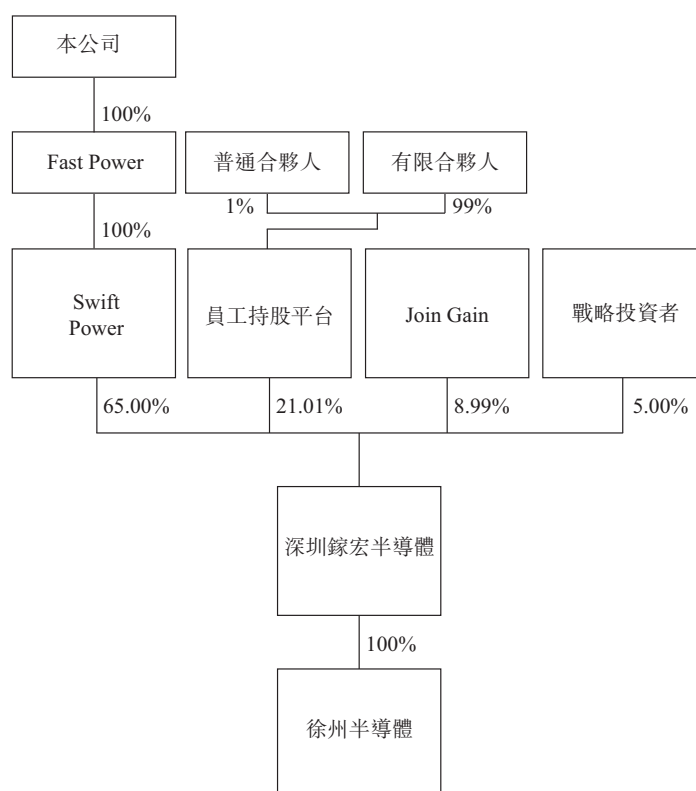 本公司
100%
Fast Power
普通合夥人
有限合夥人
100%
1%
99%
Swift
Power
員工持股平台
Join Gain
戰略投資者
65.00%
21.01%
8.99%
5.00%
深圳鎵宏半導體
100%
徐州半導體